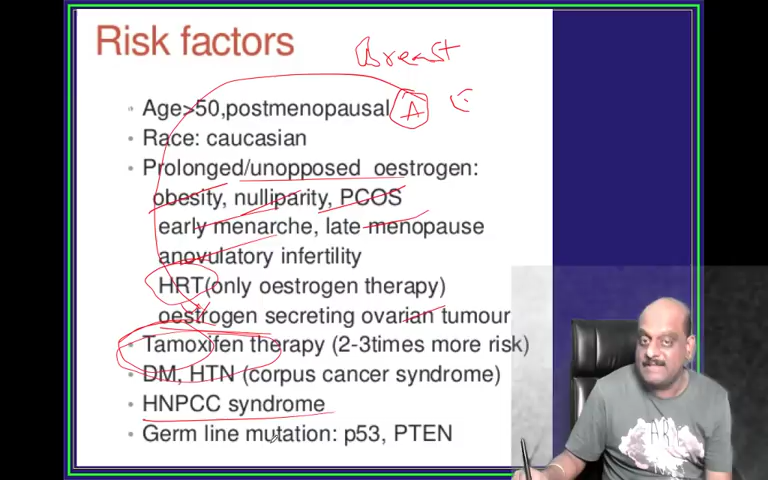 Risk factors
Breast
Age>50,postmenopausal A E
Race: caucasian
Prolonged/unopposed oestrogen:
obesity, nulliparity, PCOS
early menarche, late menopause
anovulatory infertility
HRT(only oestrogen therapy)
oestrogen secreting ovarian tumour
Tamoxifen therapy (2-3times more risk)
DM, HTN (corpus cancer syndrome)
HNPCC syndrome
Germ line mutation: p53, PTEN